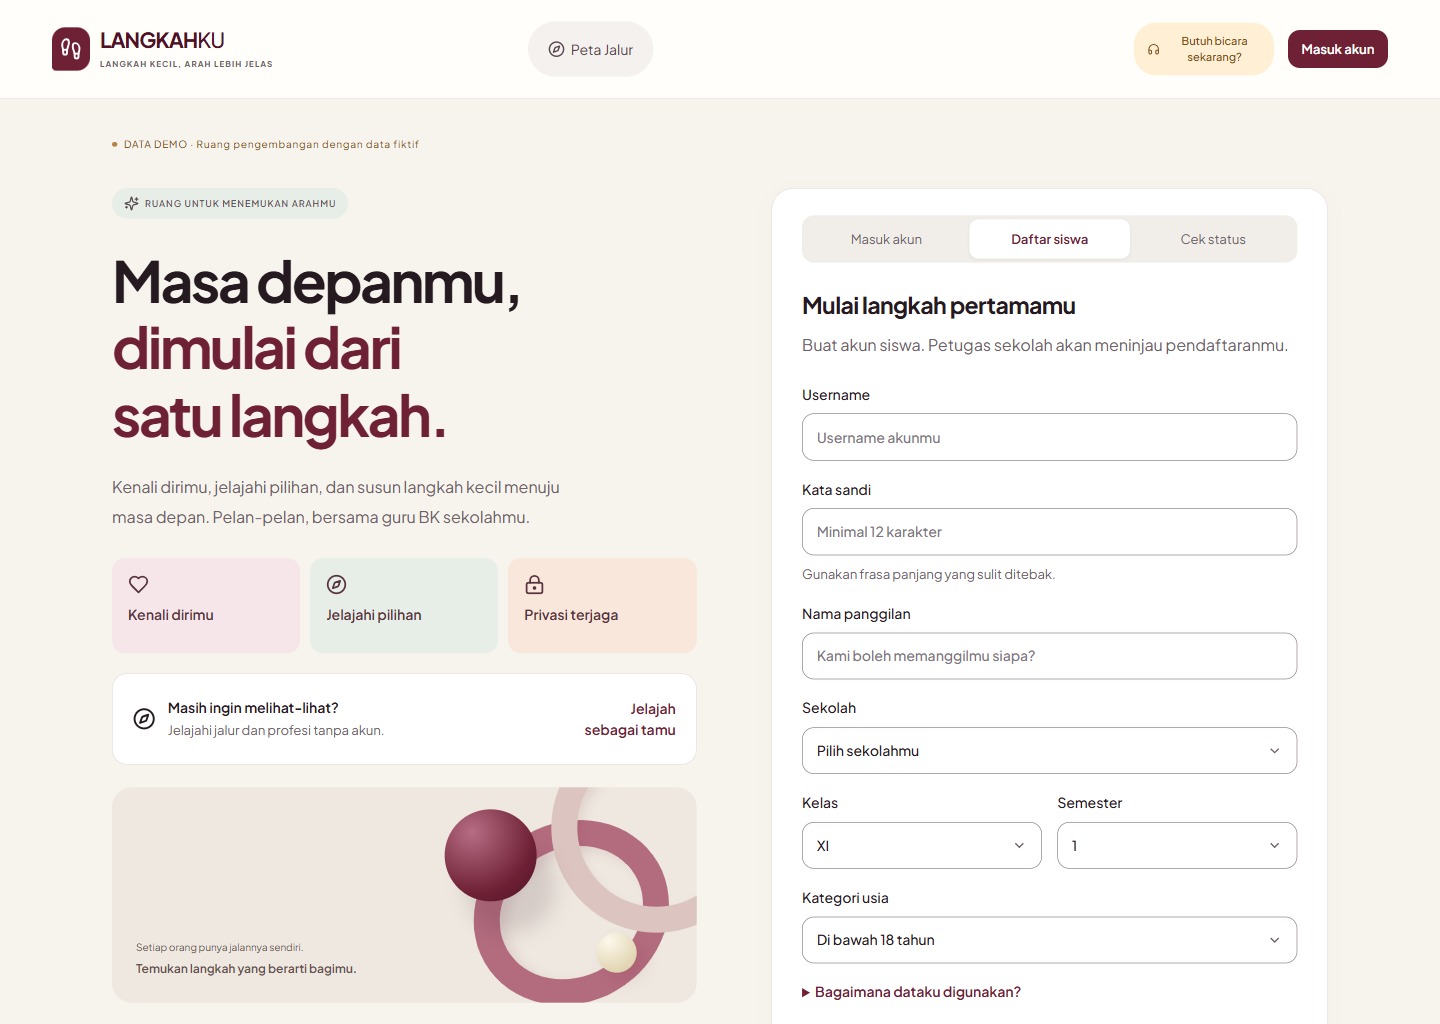 LANGKAHKU
LANGKAH KECIL, ARAH LEBIH JELAS
Peta Jalur
Butuh bicara
sekarang?
Masuk akun
DATA DEMO · Ruang pengembangan dengan data fiktif
RUANG UNTUK MENEMUKAN ARAHMU
Masa depanmu,
dimulai dari
satu langkah.
Kenali dirimu, jelajahi pilihan, dan susun langkah kecil menuju
masa depan. Pelan-pelan, bersama guru BK sekolahmu.
Kenali dirimu
Jelajahi pilihan
Privasi terjaga
Masih ingin melihat-lihat?
Jelajahi jalur dan profesi tanpa akun.
Jelajah
sebagai tamu
Setiap orang punya jalannya sendiri.
Temukan langkah yang berarti bagimu.
Masuk akun
Daftar siswa
Cek status
Mulai langkah pertamamu
Buat akun siswa. Petugas sekolah akan meninjau pendaftaranmu.
Username
Username akunmu
Kata sandi
Minimal 12 karakter
Gunakan frasa panjang yang sulit ditebak.
Nama panggilan
Kami boleh memanggilmu siapa?
Sekolah
Pilih sekolahmu
Kelas
Semester
XI
1
Kategori usia
Di bawah 18 tahun
Bagaimana dataku digunakan?